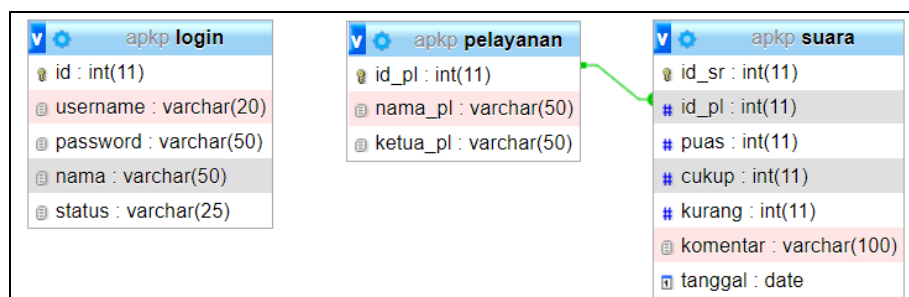 apkp login
id : int(11)
username : varchar(20)
password : varchar(50)
nama : varchar(50)
status : varchar(25)
apkp pelayanan
id_pl : int(11)
nama_pl : varchar(50)
ketua_pl : varchar(50)
apkp suara
id_sr : int(11)
id_pl : int(11)
puas : int(11)
cukup : int(11)
kurang : int(11)
komentar : varchar(100)
tanggal : date